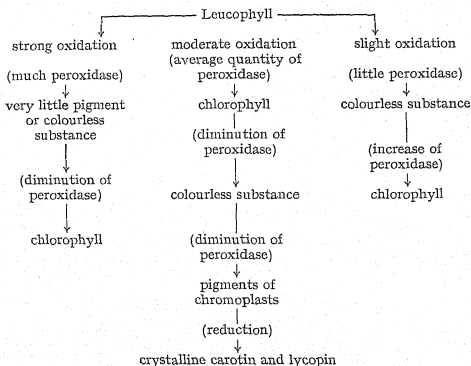 Leucophyll
strong oxidation
(much peroxidase)
very little pigment
or colourless
substance
(diminution of
peroxidase)
chlorophyll
moderate oxidation
(average quantity of
peroxidase)
chlorophyll
(diminution of
peroxidase)
colourless substance
(diminution of
peroxidase)
pigments of
chromoplasts
(reduction)
crystalline carotin and lycopin
slight oxidation
(little peroxidase)
colourless substance
(increase of
peroxidase)
chlorophyll